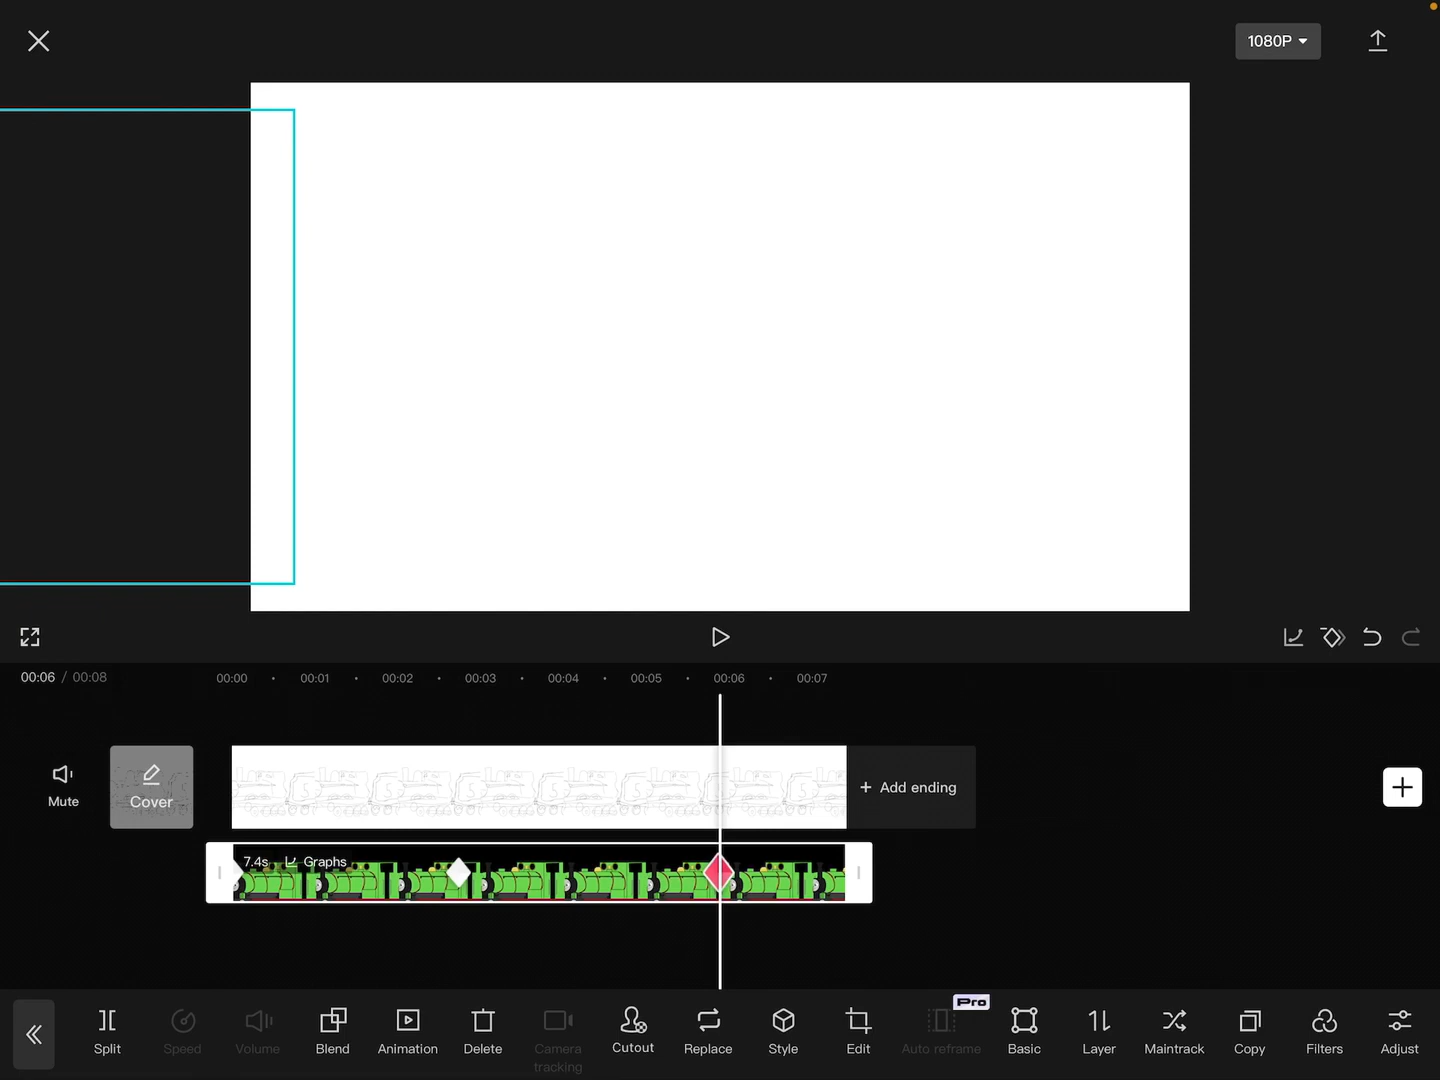 1080P
00:06 / 00:08
00:00 00:01 00:02 00:03 00:04 00:05 00:06 00:07
Mute
Cover
+ Add ending
7.4s Graphs
Pro
Split Speed Volume Blend Animation Delete Camera tracking Cutout Replace Style Edit Auto reframe Basic Layer Maintrack Copy Filters Adjust